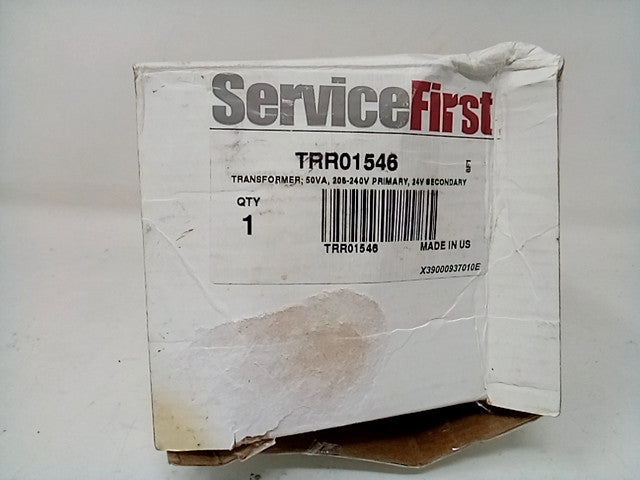 ServiceFirst
TRR01546
TRANSFORMER; 50VA, 208-240V PRIMARY, 24V SECONDARY
QTY
1
TRR01546
MADE IN US
X39000937010E